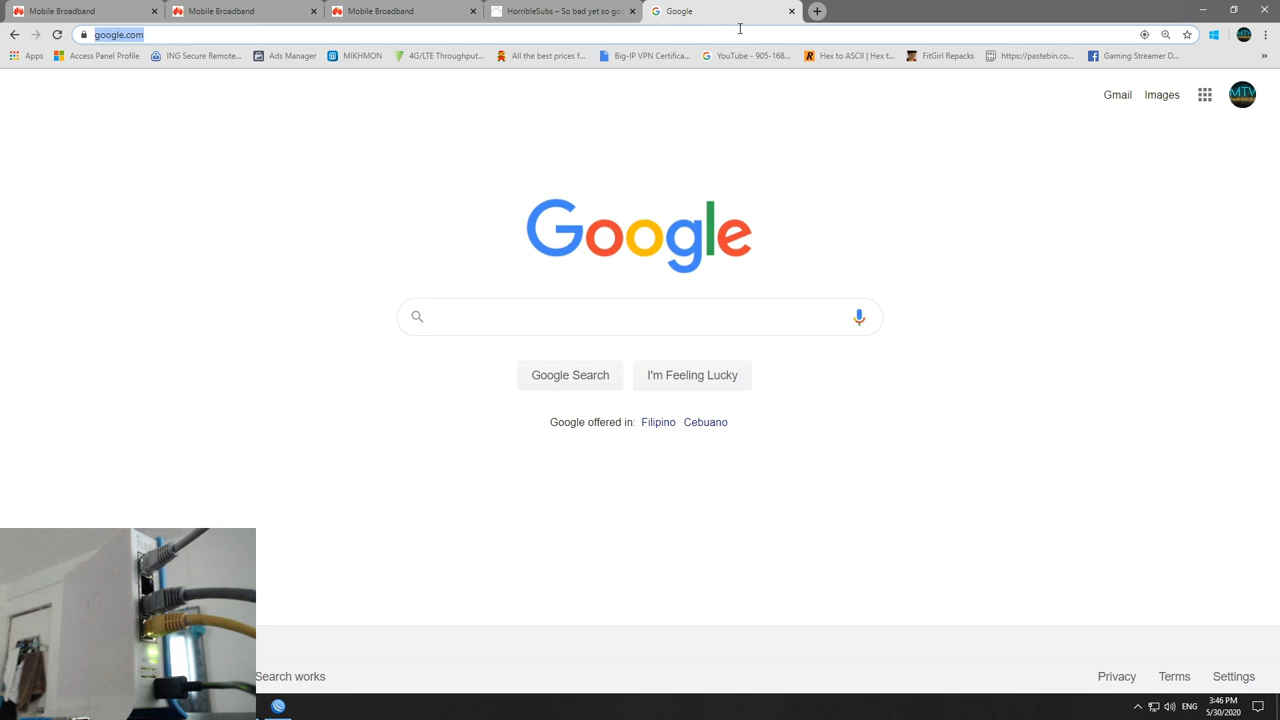 Mobile Broadband
Mobile Broadband
Mobile Broadband
HorribleSubs – So bad yet so go
Google
google.com
Apps
Access Panel Profile
ING Secure Remote...
Ads Manager
MIKHMON
4G/LTE Throughput...
All the best prices f...
Big-IP VPN Certifica...
YouTube - 905-168...
Hex to ASCII | Hex t...
FitGirl Repacks
https://pastebin.co...
Gaming Streamer D...
Gmail
Images
MTV
Google
Google Search
I'm Feeling Lucky
Google offered in: Filipino Cebuano
Search works
Privacy
Terms
Settings
ENG
3:46 PM
5/30/2020